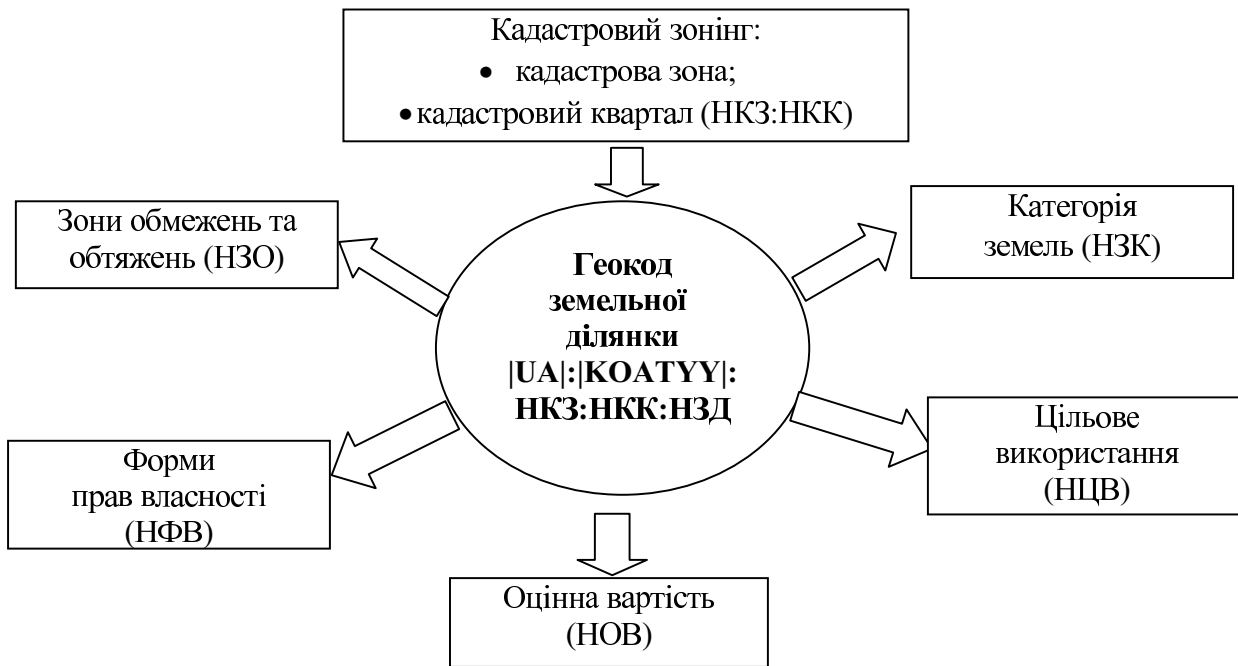 Кадастровий зонінг:
• кадастрова зона;
• кадастровий квартал (НКЗ:НКК)
Зони обмежень та
обтяжень (НЗО)
Категорія
земель (НЗК)
Геокод
земельної
ділянки
|UA|:|KOATYY|:
НКЗ:НКК:НЗД
Форми
прав власності
(НФВ)
Цільове
використання
(НЦВ)
Оцінна вартість
(НОВ)